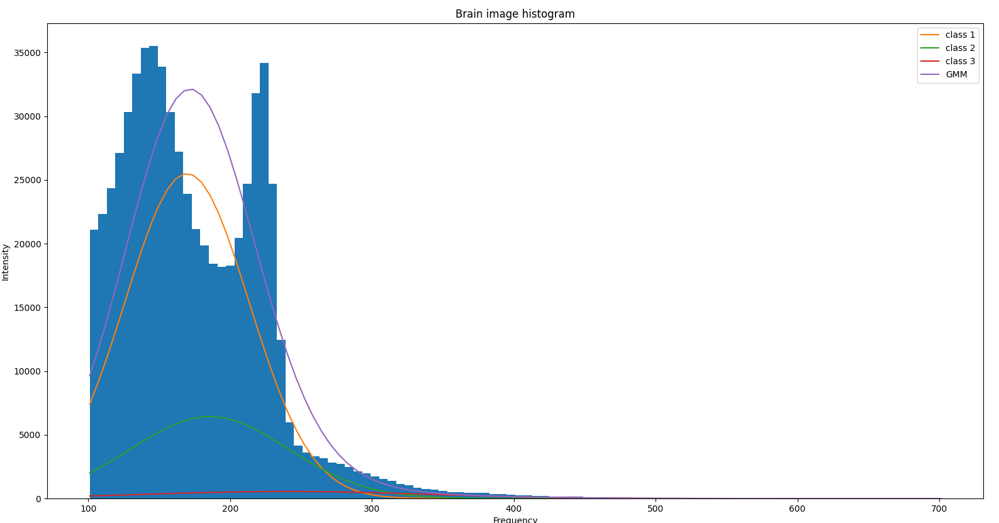 Brain image histogram
class 1
class 2
class 3
GMM
35000
30000
25000
20000
15000
10000
5000
0
Intensity
100
200
300
400
500
600
700
Frequency